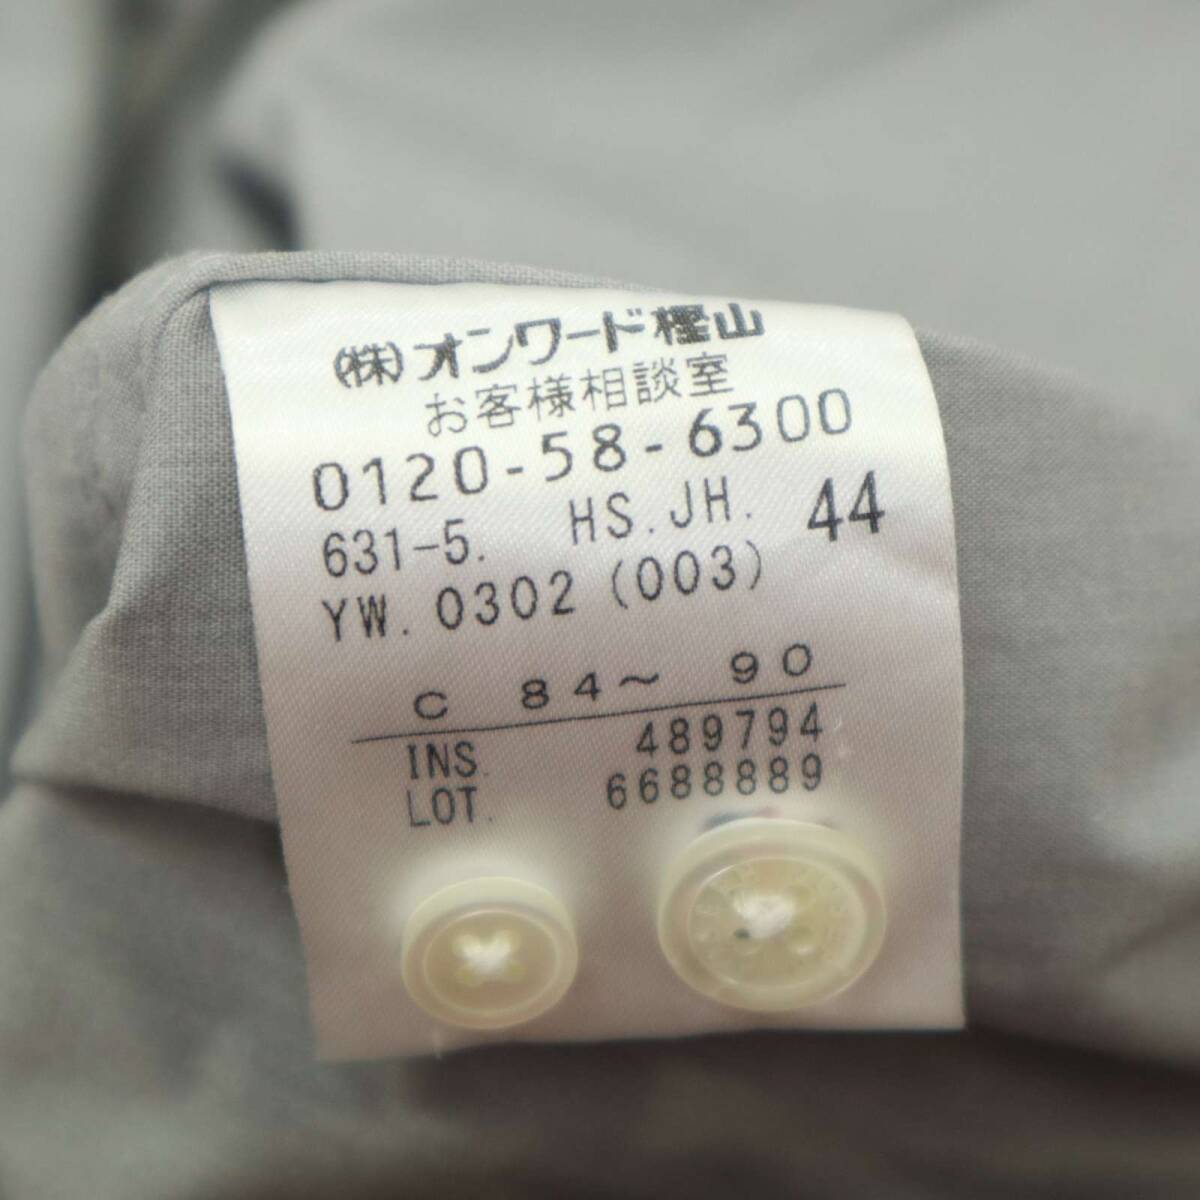 (株)オンワード樫山
お客様相談室
0120-58-6300
631-5. HS.JH. 44
YW. 0302 (003)
C 84~ 90
INS. 489794
LOT. 6688889